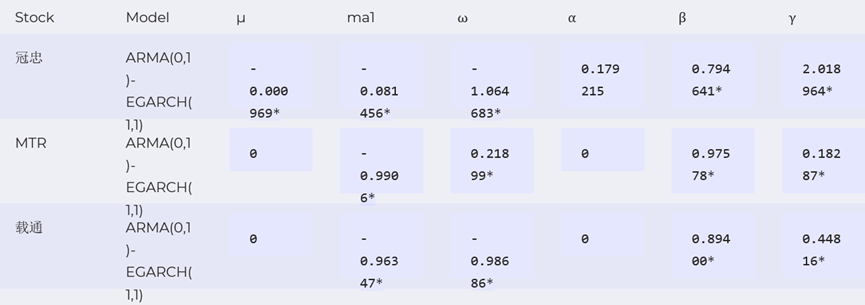 Stock Model μ ma1 ω α β γ
冠忠 ARMA(0,1)-EGARCH(1,1) -0.000969* -0.081456* -1.064683* 0.179215 0.794641* 2.018964*
MTR ARMA(0,1)-EGARCH(1,1) 0 -0.9906* 0.21899* 0 0.97578* 0.18287*
载通 ARMA(0,1)-EGARCH(1,1) 0 -0.96347* -0.98686* 0 0.89400* 0.44816*